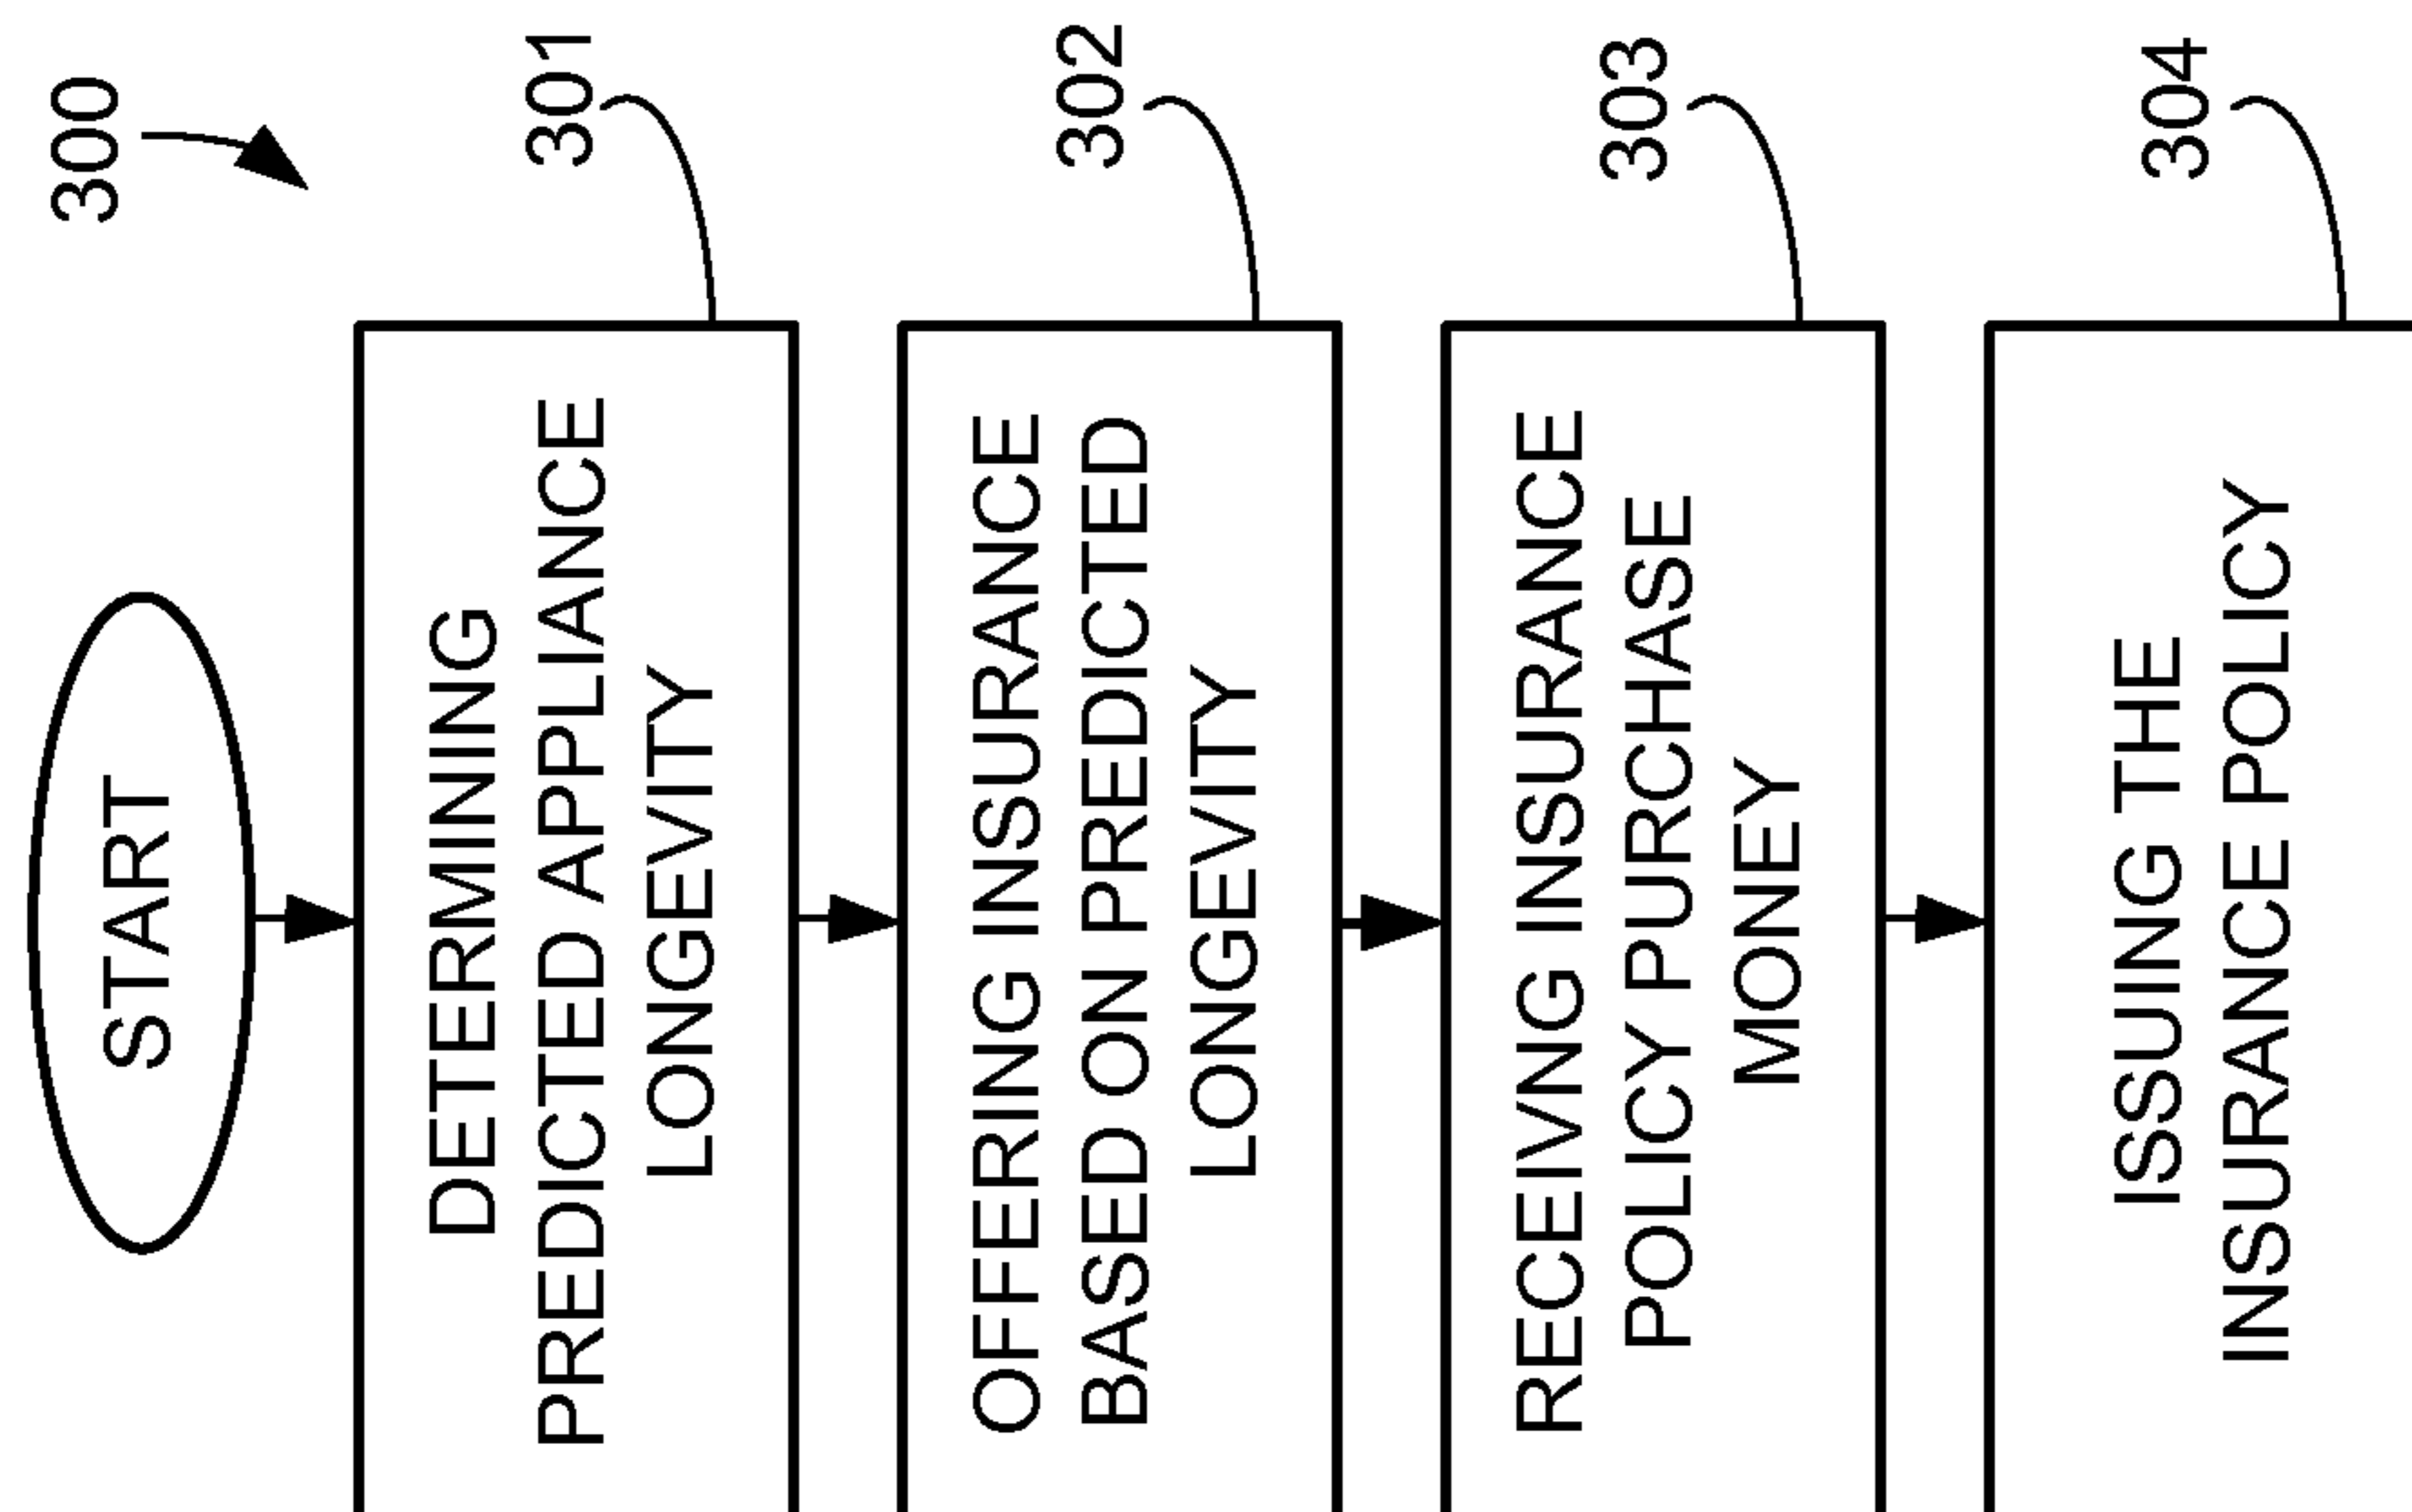 300
START
301
DETERMINING
PREDICTED APPLIANCE
LONGEVITY
302
OFFERING INSURANCE
BASED ON PREDICTED
LONGEVITY
303
RECEIVNG INSURANCE
POLICY PURCHASE
MONEY
304
ISSUING THE
INSURANCE POLICY